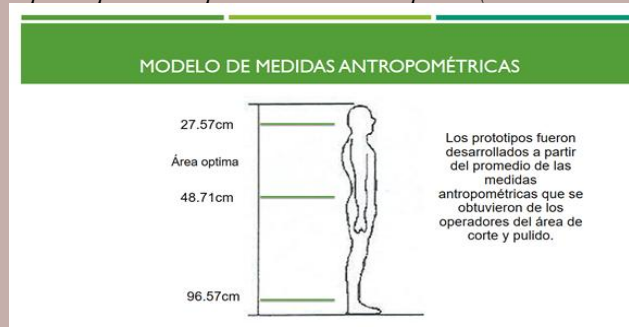 MODELO DE MEDIDAS ANTROPOMÉTRICAS
27.57cm
Área optima
48.71cm
96.57cm
Los prototipos fueron
desarrollados a partir
del promedio de las
medidas
antropométricas que se
obtuvieron de los
operadores del área de
corte y pulido.